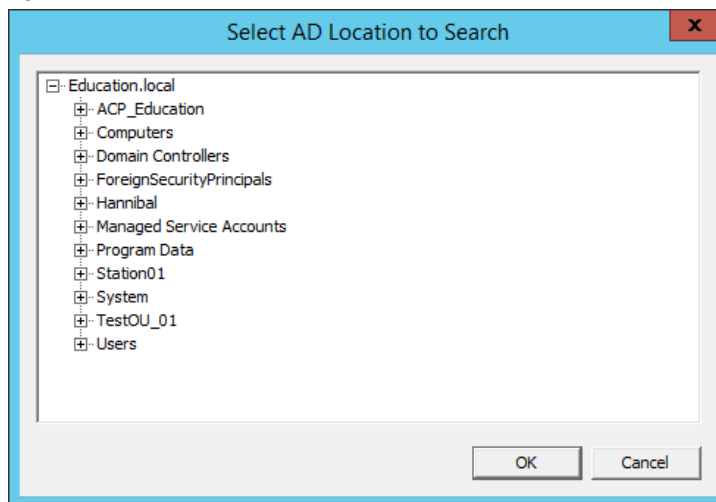 Select AD Location to Search
x
Education.local
ACP_Education
Computers
Domain Controllers
ForeignSecurityPrincipals
Hannibal
Managed Service Accounts
Program Data
Station01
System
TestOU_01
Users
OK Cancel